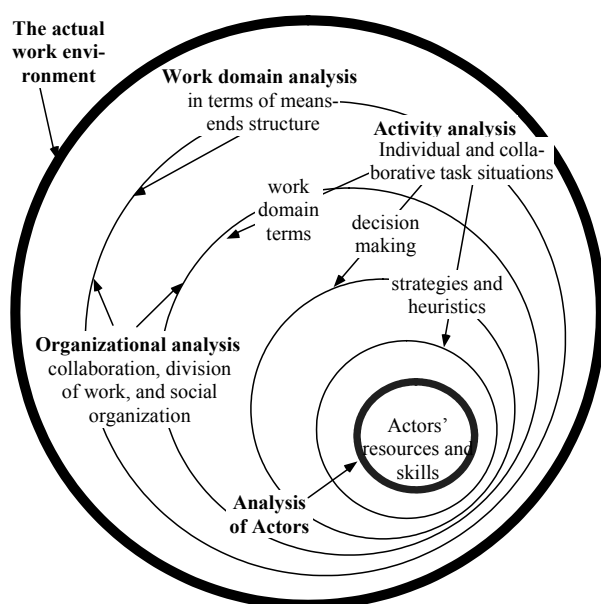 The actual
work envi-
ronment
Work domain analysis
in terms of means-
ends structure
Activity analysis
Individual and colla-
borative task situations
work
domain
terms
decision
making
strategies and
heuristics
Organizational analysis
collaboration, division
of work, and social
organization
Actors’
resources and
skills
Analysis
of Actors